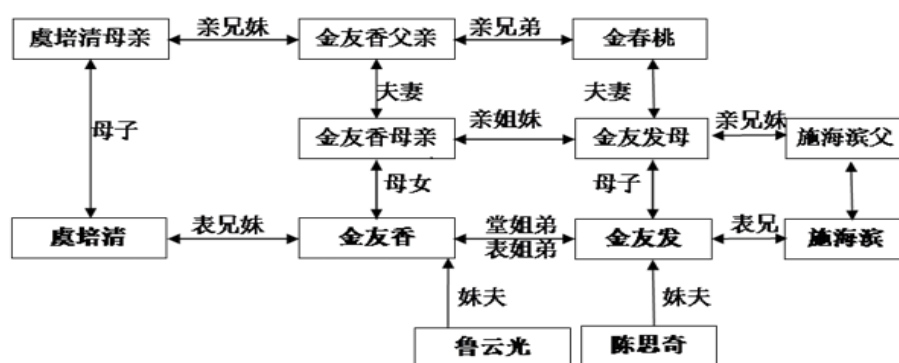 虞培清母亲
亲兄妹
金友香父亲
亲兄弟
金春桃
夫妻
夫妻
母子
金友香母亲
亲姐妹
金友发母
亲兄妹
施海滨父
母女
母子
虞培清
表兄妹
金友香
堂姐弟
表姐弟
金友发
表兄
施海滨
妹夫
妹夫
鲁云光
陈思奇